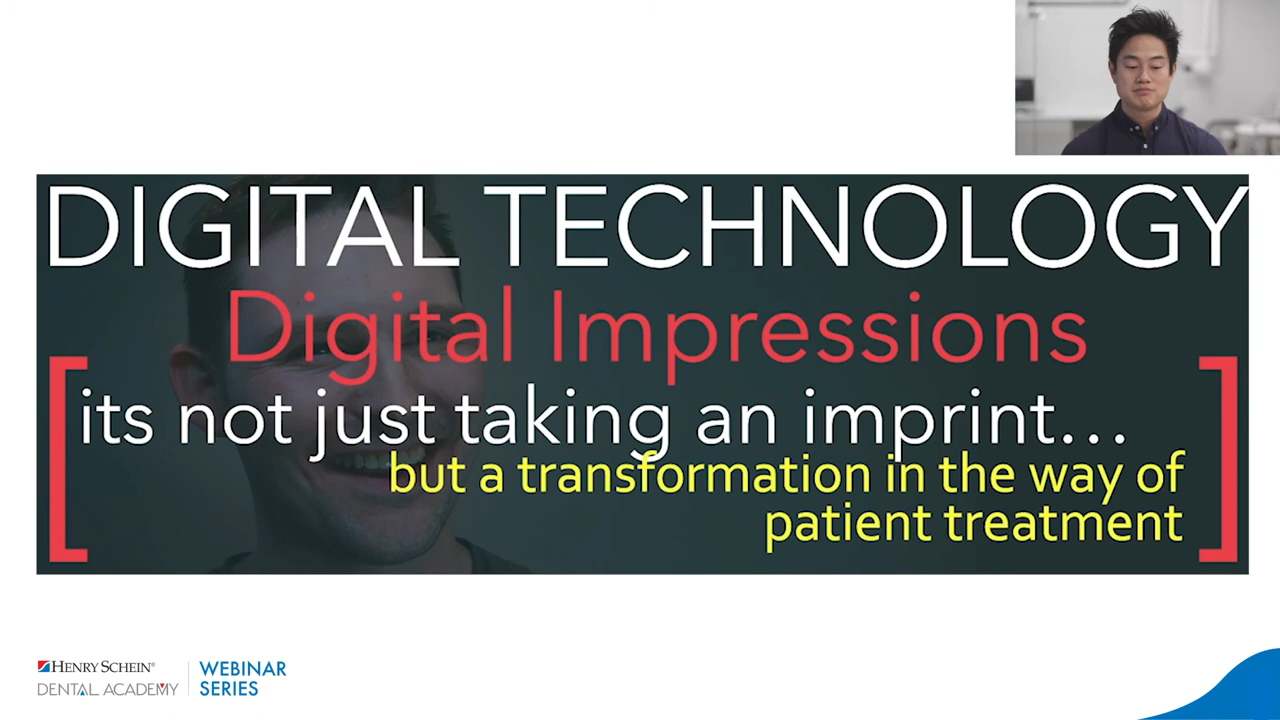 DIGITAL TECHNOLOGY
Digital Impressions
its not just taking an imprint...
but a transformation in the way of
patient treatment
HENRY SCHEIN®
DENTAL ACADEMY
WEBINAR
SERIES